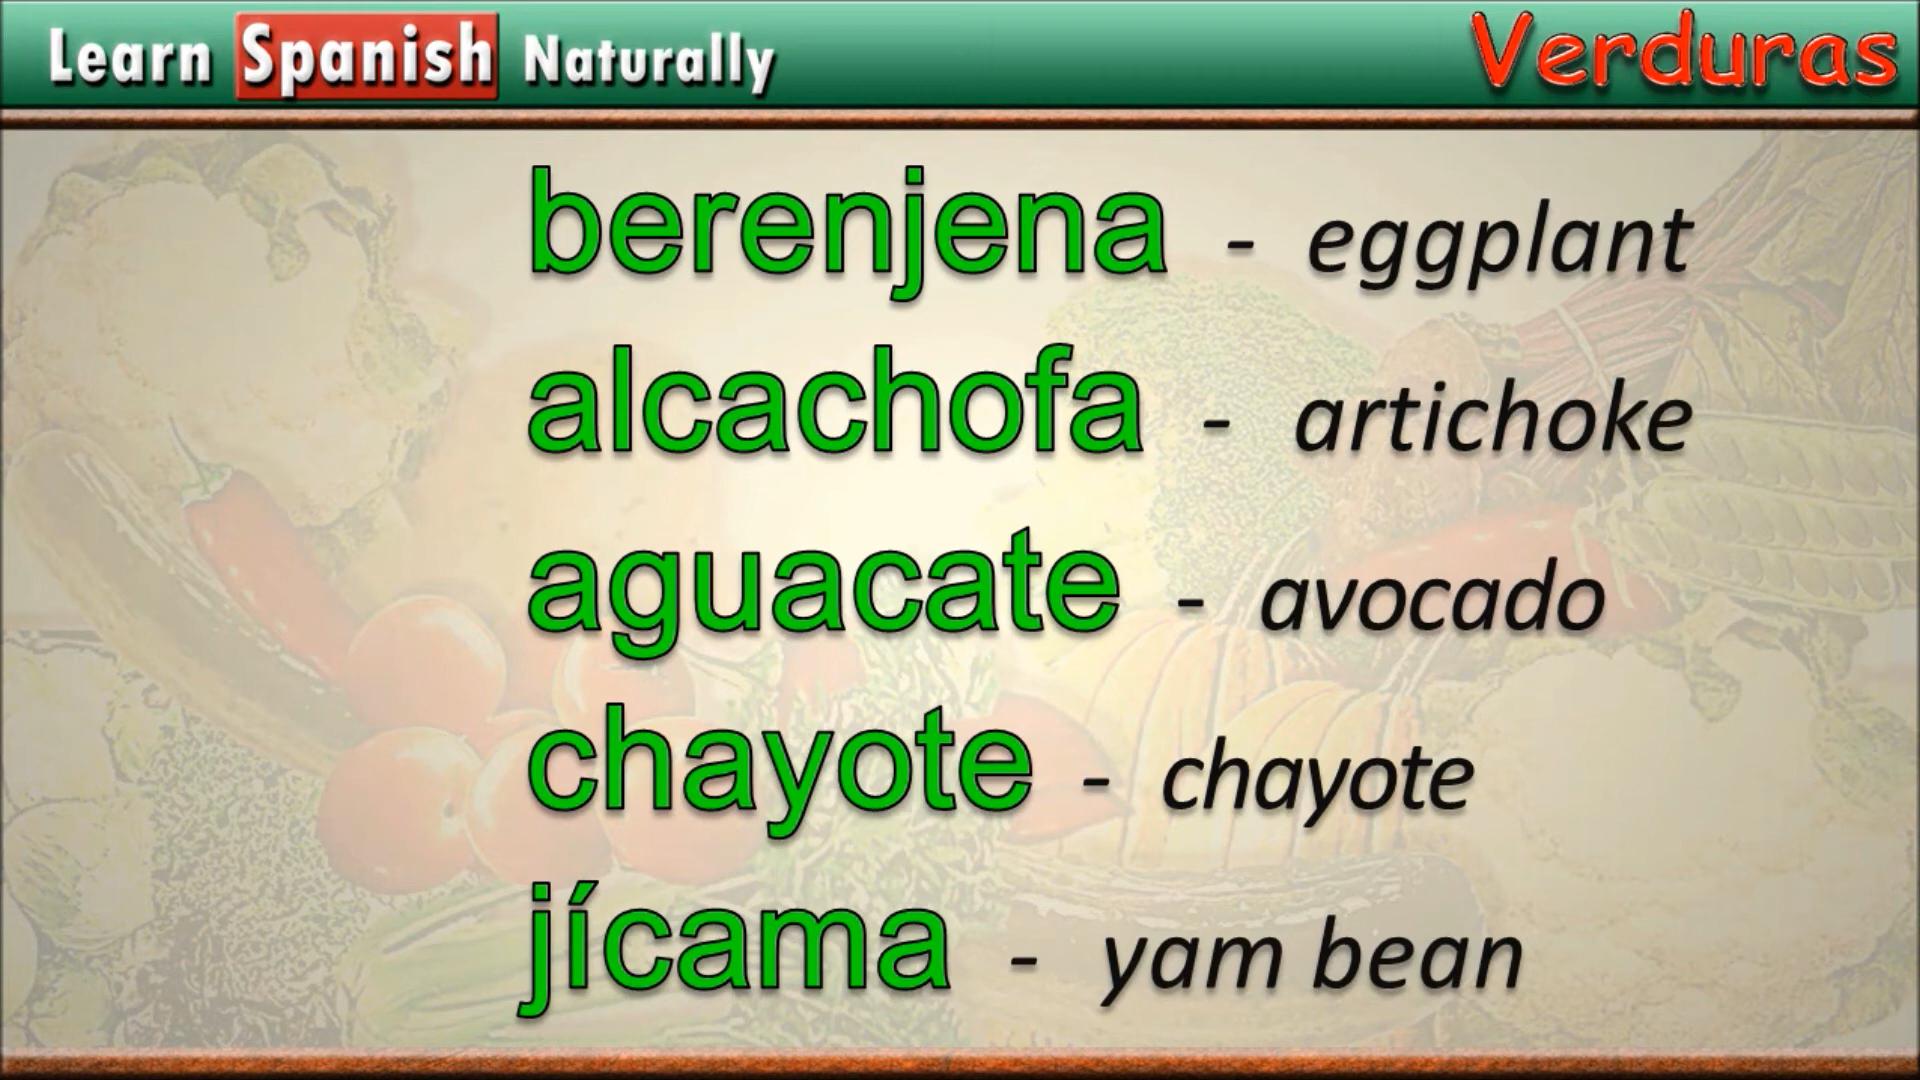 Learn Spanish Naturally
Verduras
berenjena - eggplant
alcachofa - artichoke
aguacate - avocado
chayote - chayote
jícama - yam bean